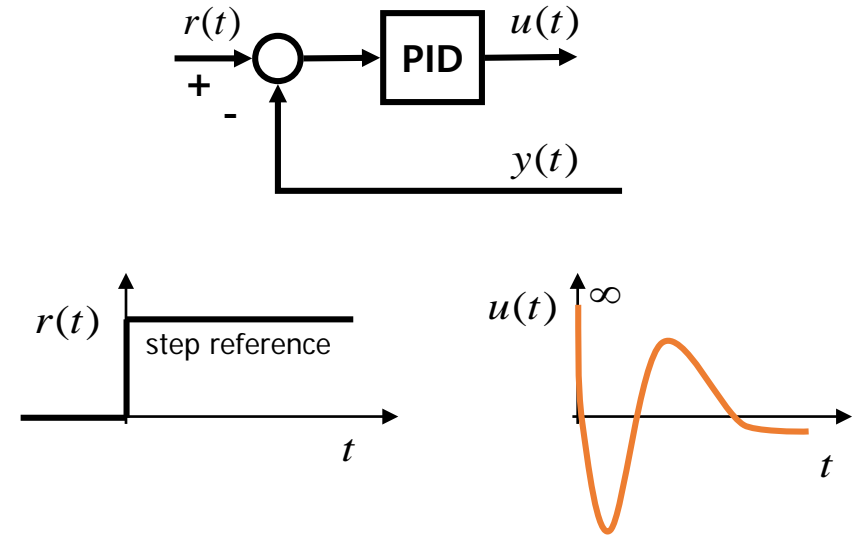 r(t)
u(t)
PID
+
-
y(t)
r(t)
step reference
t
u(t)
∞
t